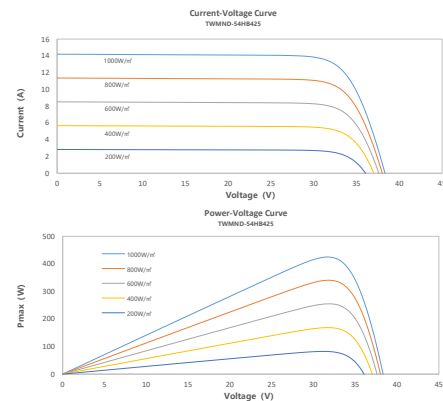 Current-Voltage Curve
TWMND-54HB425
Current (A)
16
14
12
10
8
6
4
2
0
1000W/㎡
800W/㎡
600W/㎡
400W/㎡
200W/㎡
0 5 10 15 20 25 30 35 40 45
Voltage (V)
Power-Voltage Curve
TWMND-54HB425
Pmax (W)
500
400
300
200
100
0
1000W/㎡
800W/㎡
600W/㎡
400W/㎡
200W/㎡
0 5 10 15 20 25 30 35 40 45
Voltage (V)